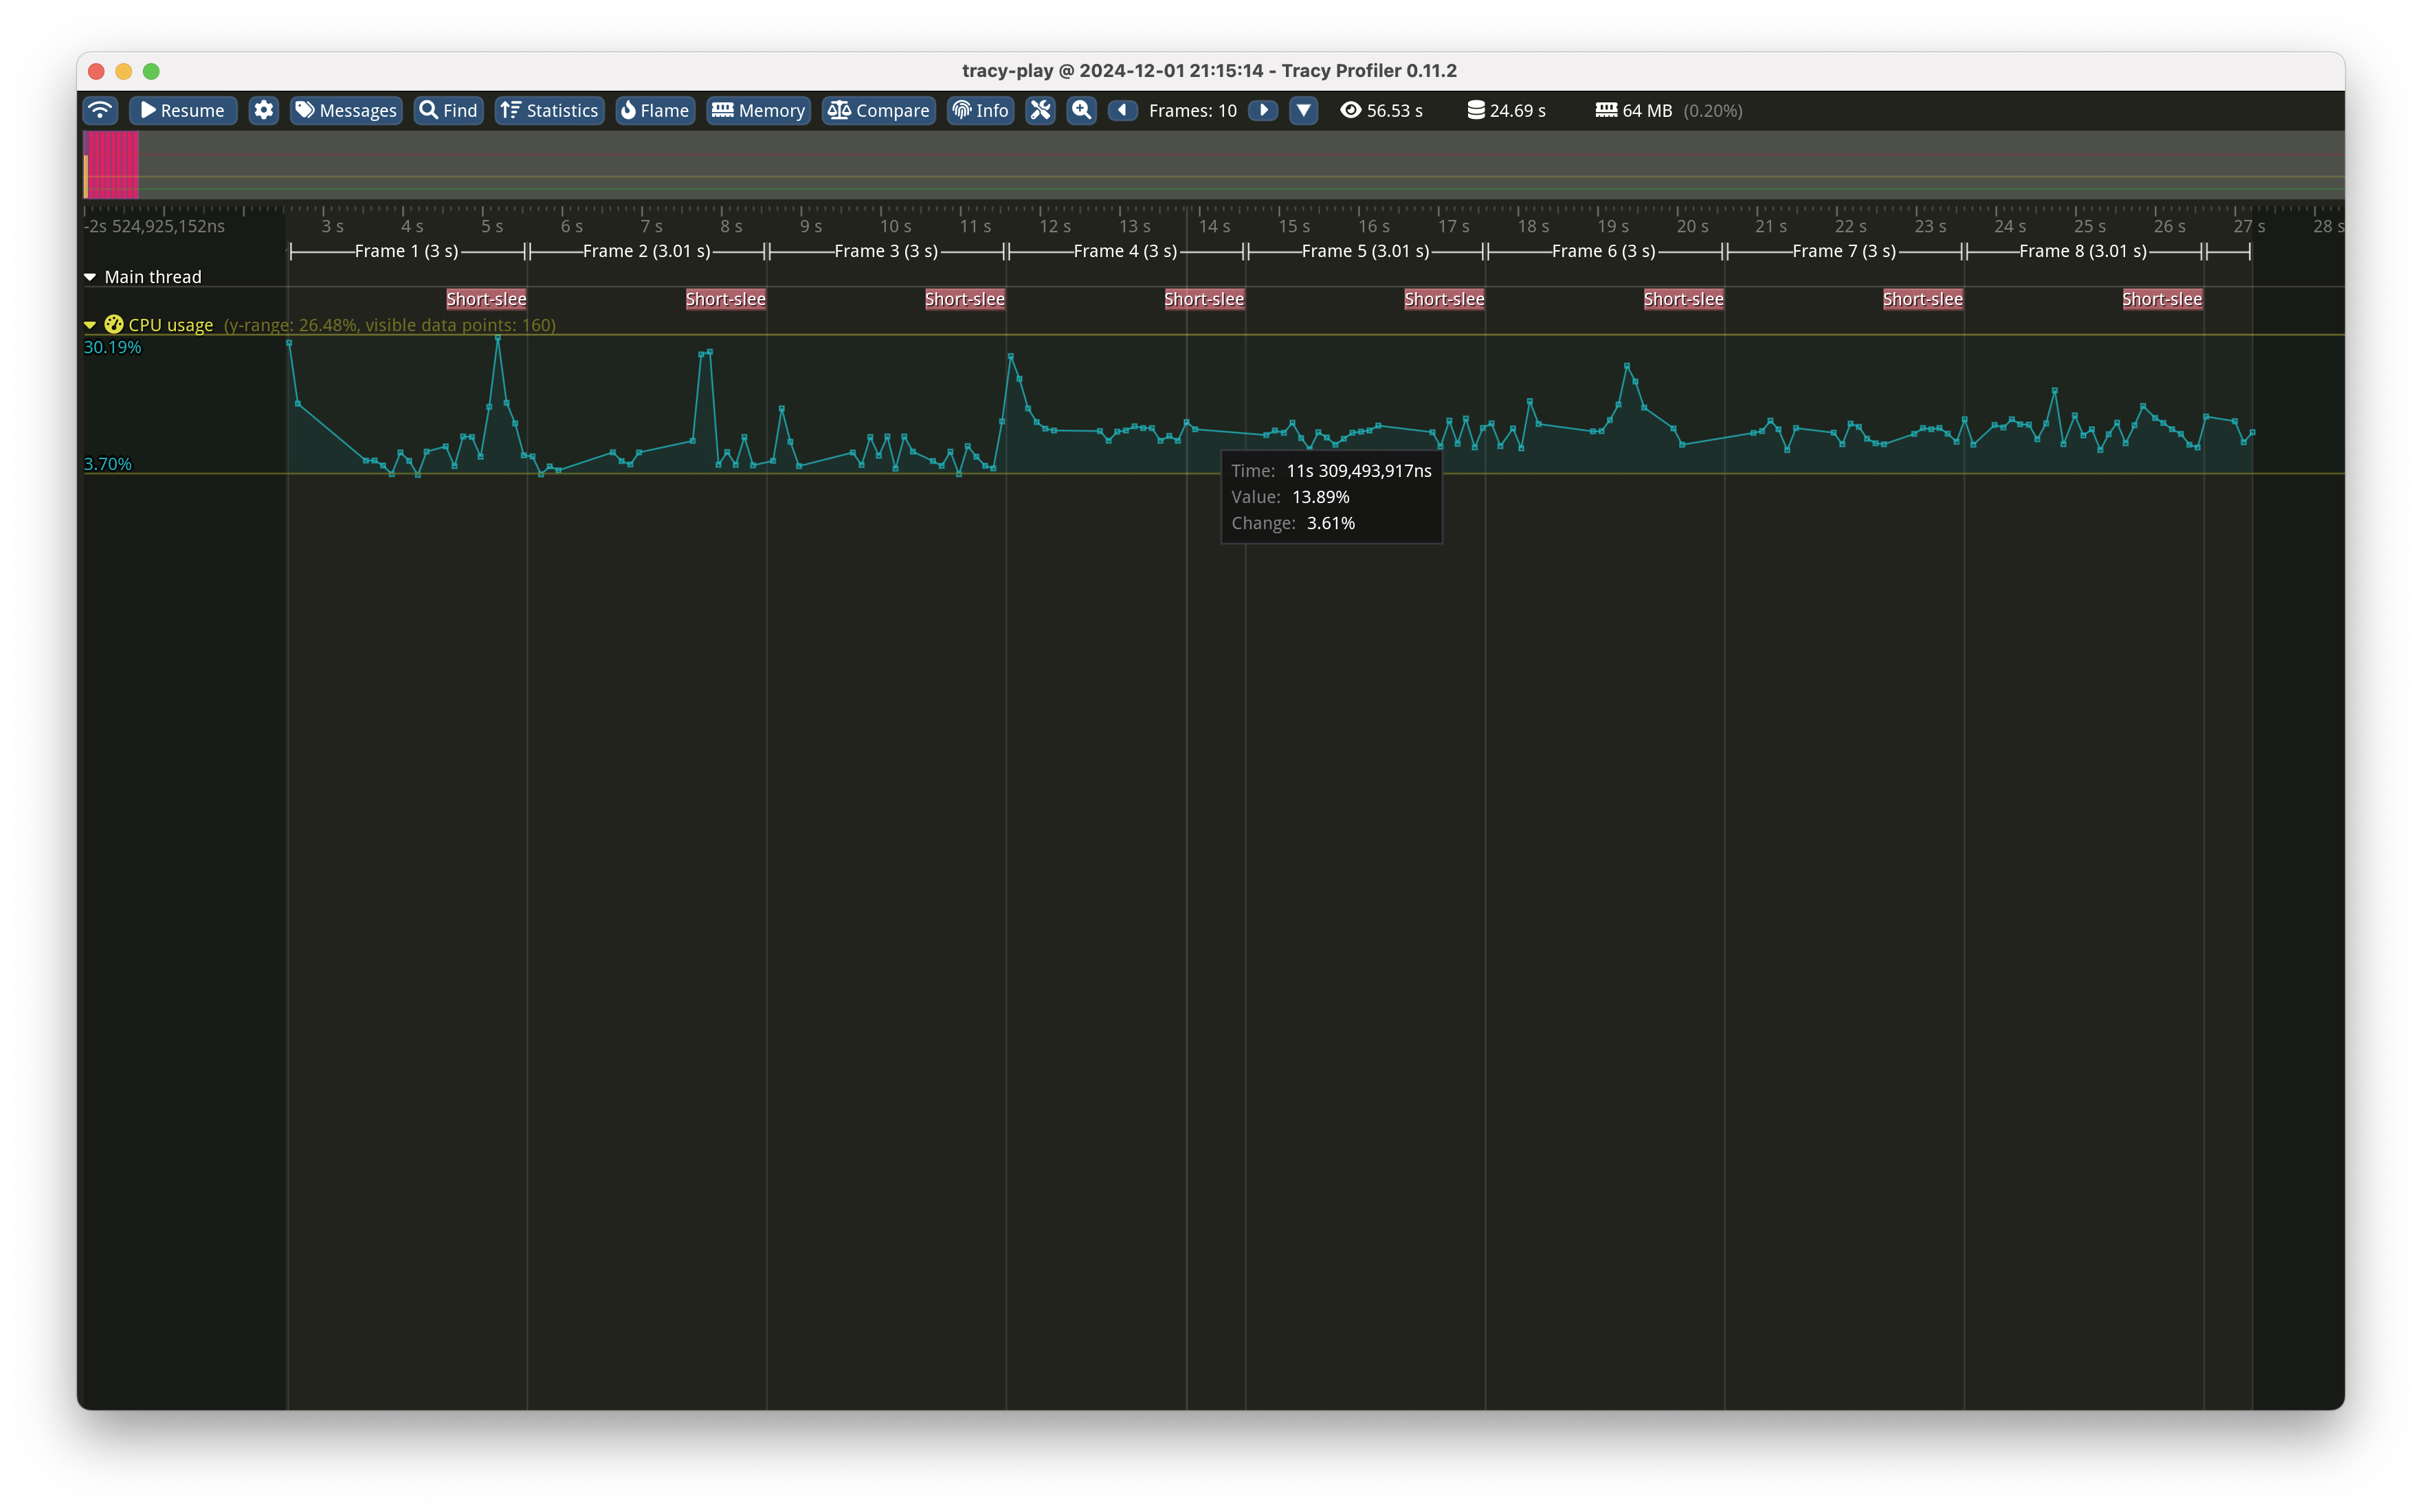 tracy-play @ 2024-12-01 21:15:14 - Tracy Profiler 0.11.2
Resume Messages Find Statistics Flame Memory Compare Info Frames: 10 56.53 s 24.69 s 64 MB (0.20%)
-2s 524,925,152ns 3 s 4 s 5 s 6 s 7 s 8 s 9 s 10 s 11 s 12 s 13 s 14 s 15 s 16 s 17 s 18 s 19 s 20 s 21 s 22 s 23 s 24 s 25 s 26 s 27 s 28 s
Frame 1 (3 s) Frame 2 (3.01 s) Frame 3 (3 s) Frame 4 (3 s) Frame 5 (3.01 s) Frame 6 (3 s) Frame 7 (3 s) Frame 8 (3.01 s)
Main thread
Short-slee Short-slee Short-slee Short-slee Short-slee Short-slee Short-slee Short-slee
CPU usage (y-range: 26.48%, visible data points: 160)
30.19%
3.70%
Time: 11s 309,493,917ns
Value: 13.89%
Change: 3.61%